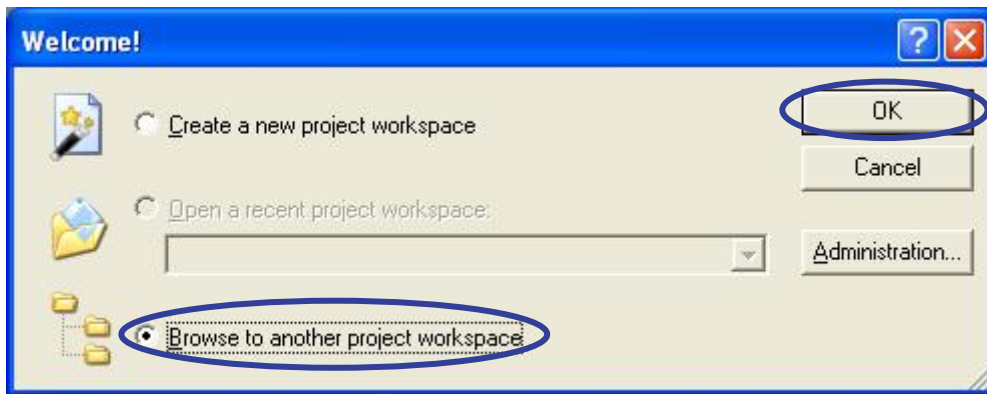 Welcome!
Create a new project workspace
OK
Cancel
Open a recent project workspace:
Administration...
Browse to another project workspace